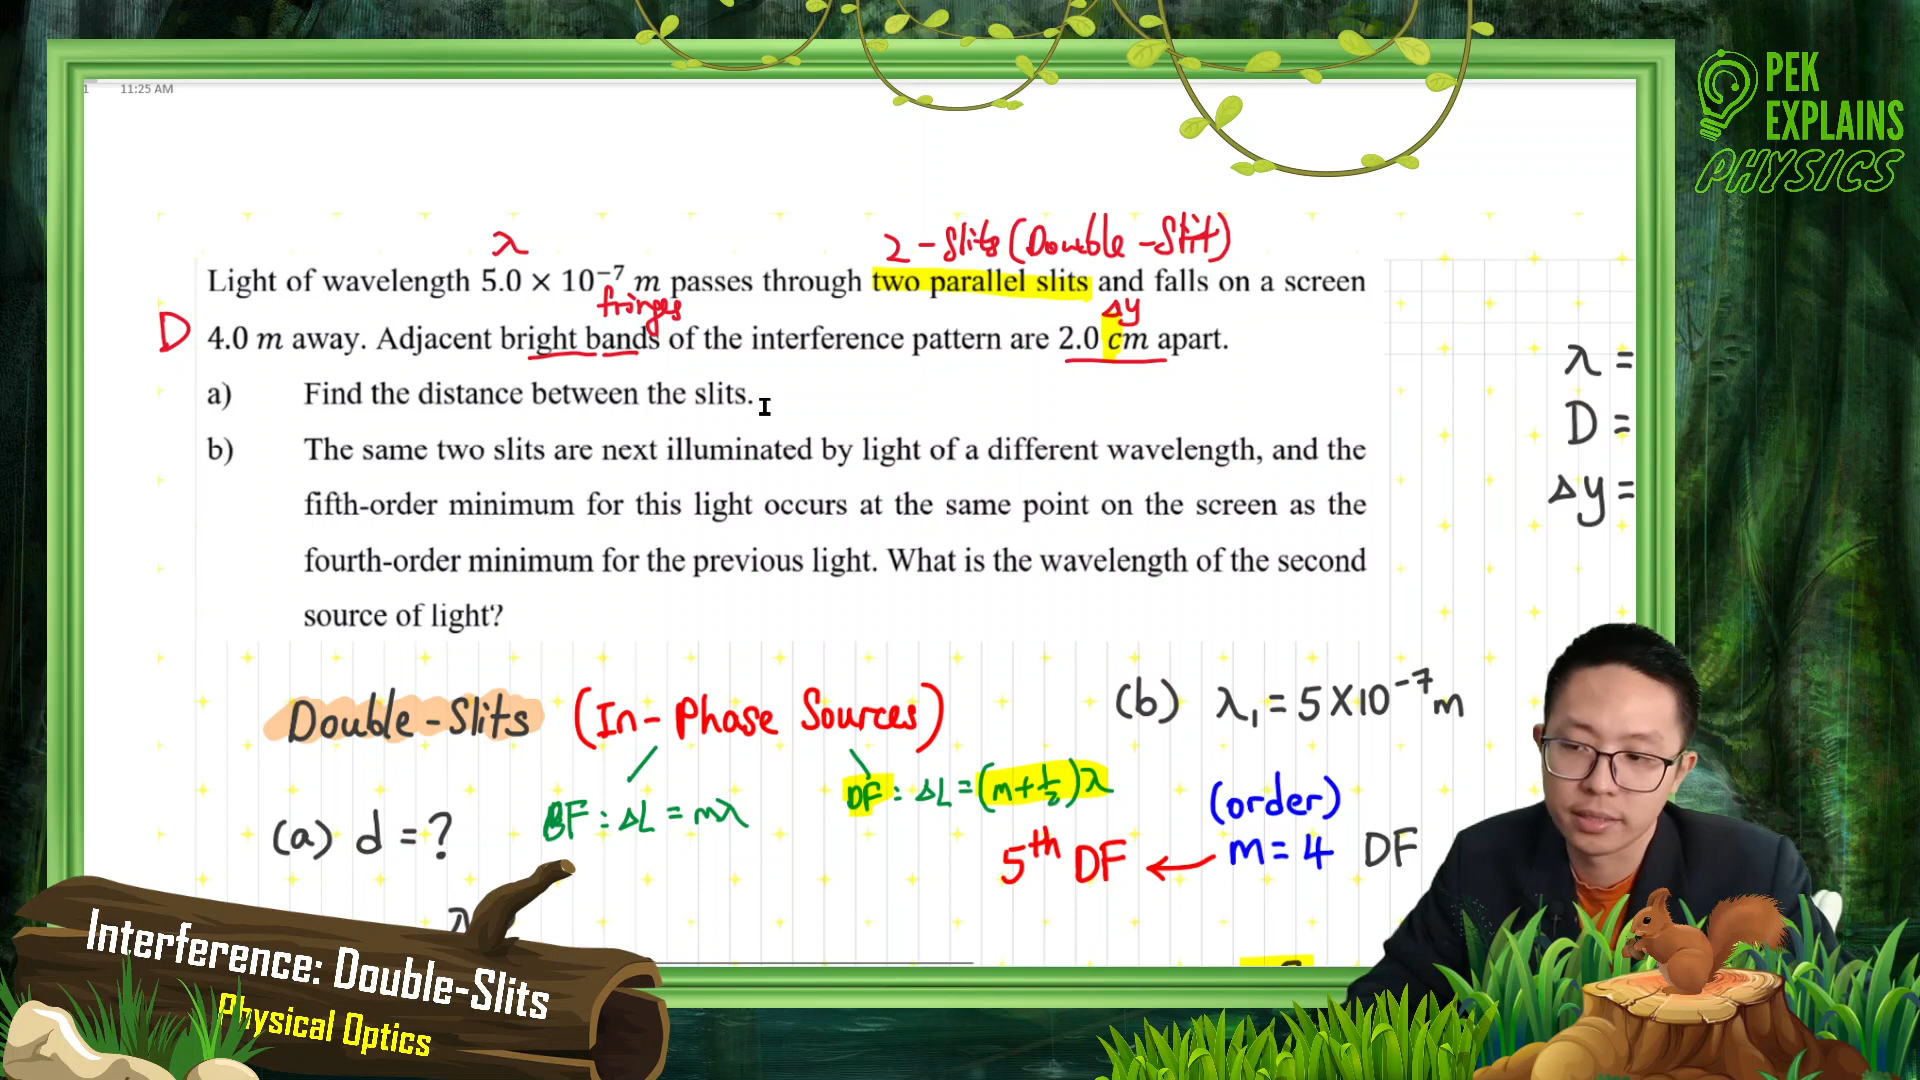 1 11:25 AM
PEK
EXPLAINS
PHYSICS
λ
2-Slits (Double-Slit)
Light of wavelength 5.0 × 10⁻⁷ m passes through two parallel slits and falls on a screen
fringes
Δy
D
4.0 m away. Adjacent bright bands of the interference pattern are 2.0 cm apart.
a) Find the distance between the slits.
b) The same two slits are next illuminated by light of a different wavelength, and the
fifth-order minimum for this light occurs at the same point on the screen as the
fourth-order minimum for the previous light. What is the wavelength of the second
source of light?
λ =
D =
Δy =
Double-Slits (In-Phase Sources)
BF: ΔL = mλ
DF: ΔL = (m+½)λ
(a) d = ?
λ
(b) λ₁ = 5×10⁻⁷ m
(order)
5th DF ← m = 4 DF
Interference: Double-Slits
Physical Optics